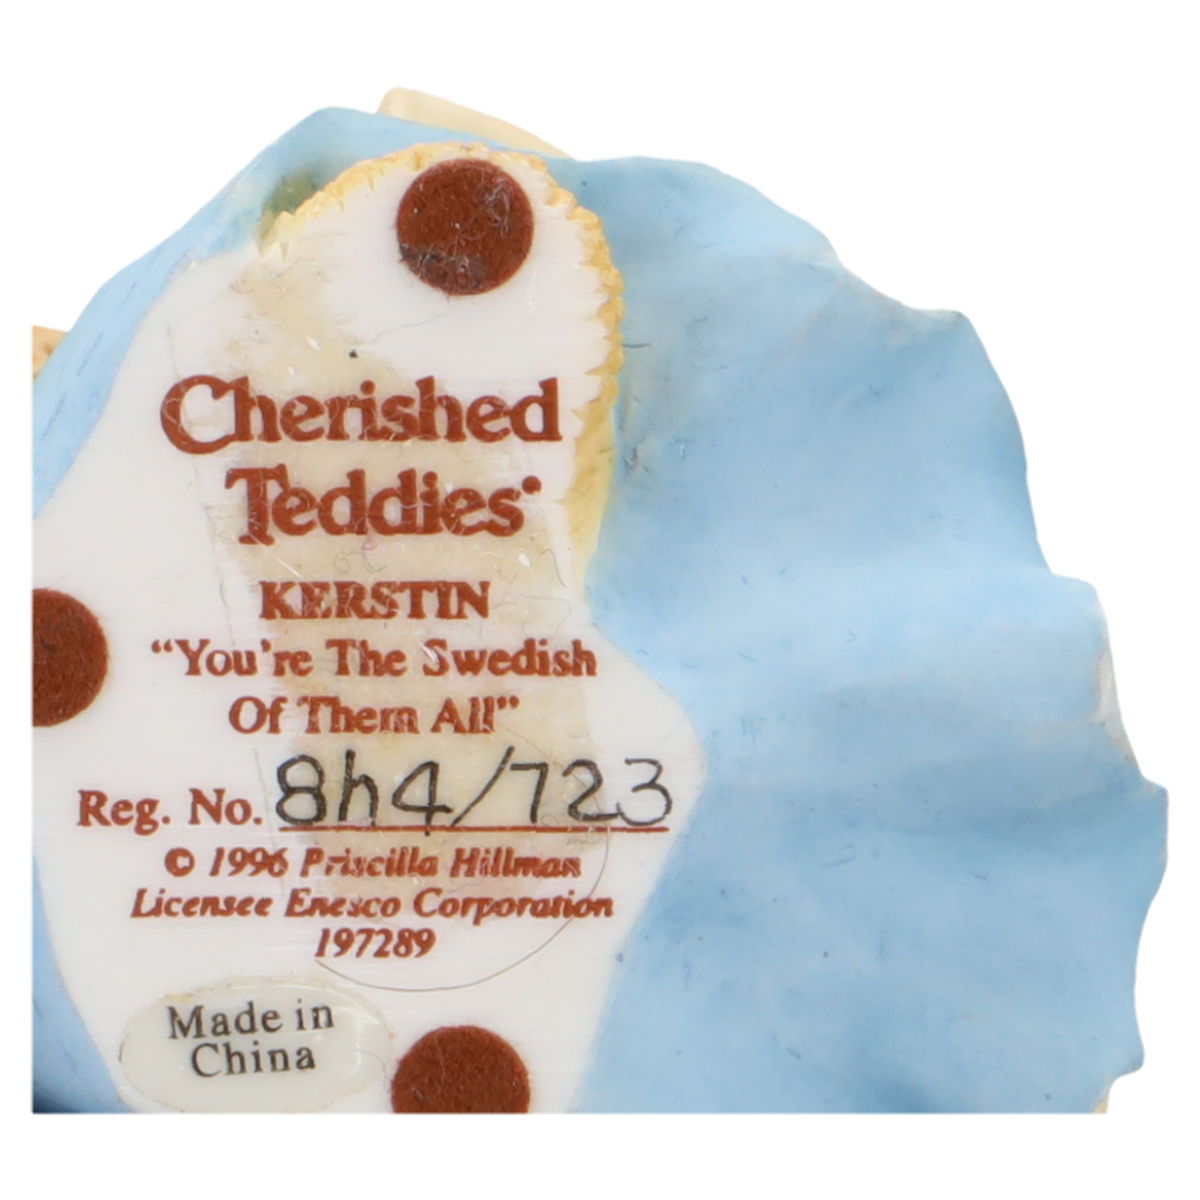 Cherished
Teddies
KERSTIN
“You're The Swedish
Of Them All”
Reg. No. 8h4/723
© 1996 Priscilla Hillman
Licensee Enesco Corporation
197289
Made in
China